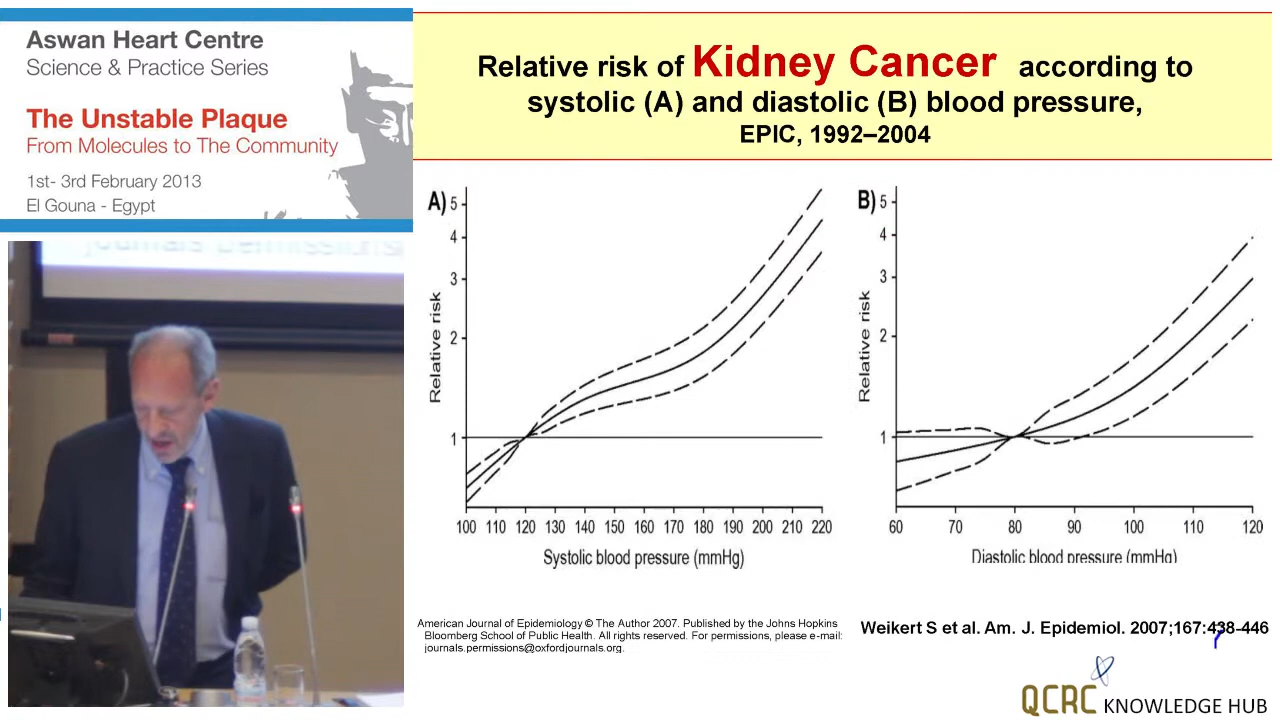 Aswan Heart Centre
Science & Practice Series
The Unstable Plaque
From Molecules to The Community
1st- 3rd February 2013
El Gouna - Egypt
journals permissions
Relative risk of Kidney Cancer according to
systolic (A) and diastolic (B) blood pressure,
EPIC, 1992–2004
A)
5
4
3
2
1
Relative risk
100 110 120 130 140 150 160 170 180 190 200 210 220
Systolic blood pressure (mmHg)
B)
5
4
3
2
1
Relative risk
60 70 80 90 100 110 120
Diastolic blood pressure (mmHg)
American Journal of Epidemiology © The Author 2007. Published by the Johns Hopkins
Bloomberg School of Public Health. All rights reserved. For permissions, please e-mail:
journals.permissions@oxfordjournals.org.
Weikert S et al. Am. J. Epidemiol. 2007;167:438-446
QCRC KNOWLEDGE HUB